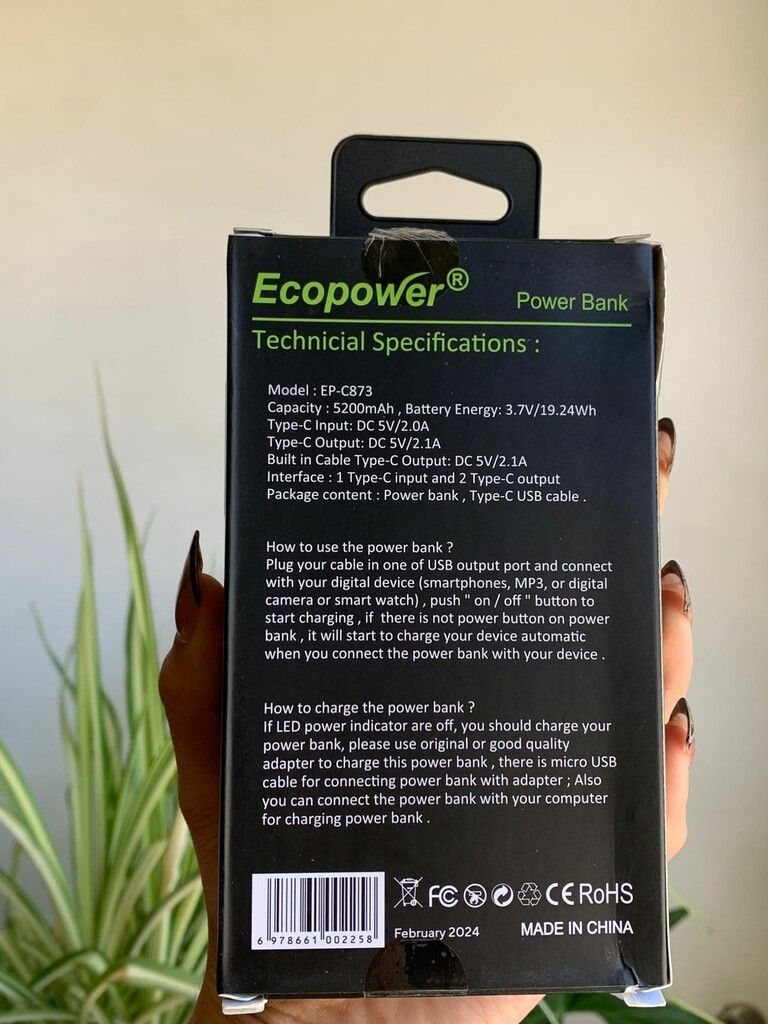 Ecopower®
Power Bank
Technicial Specifications :
Model : EP-C873
Capacity : 5200mAh , Battery Energy: 3.7V/19.24Wh
Type-C Input: DC 5V/2.0A
Type-C Output: DC 5V/2.1A
Built in Cable Type-C Output: DC 5V/2.1A
Interface : 1 Type-C input and 2 Type-C output
Package content : Power bank , Type-C USB cable .
How to use the power bank ?
Plug your cable in one of USB output port and connect
with your digital device (smartphones, MP3, or digital
camera or smart watch) , push " on / off " button to
start charging , if there is not power button on power
bank , it will start to charge your device automatic
when you connect the power bank with your device .
How to charge the power bank ?
If LED power indicator are off, you should charge your
power bank, please use original or good quality
adapter to charge this power bank , there is micro USB
cable for connecting power bank with adapter ; Also
you can connect the power bank with your computer
for charging power bank .
6 978661 002258
FC CE RoHS
February 2024
MADE IN CHINA